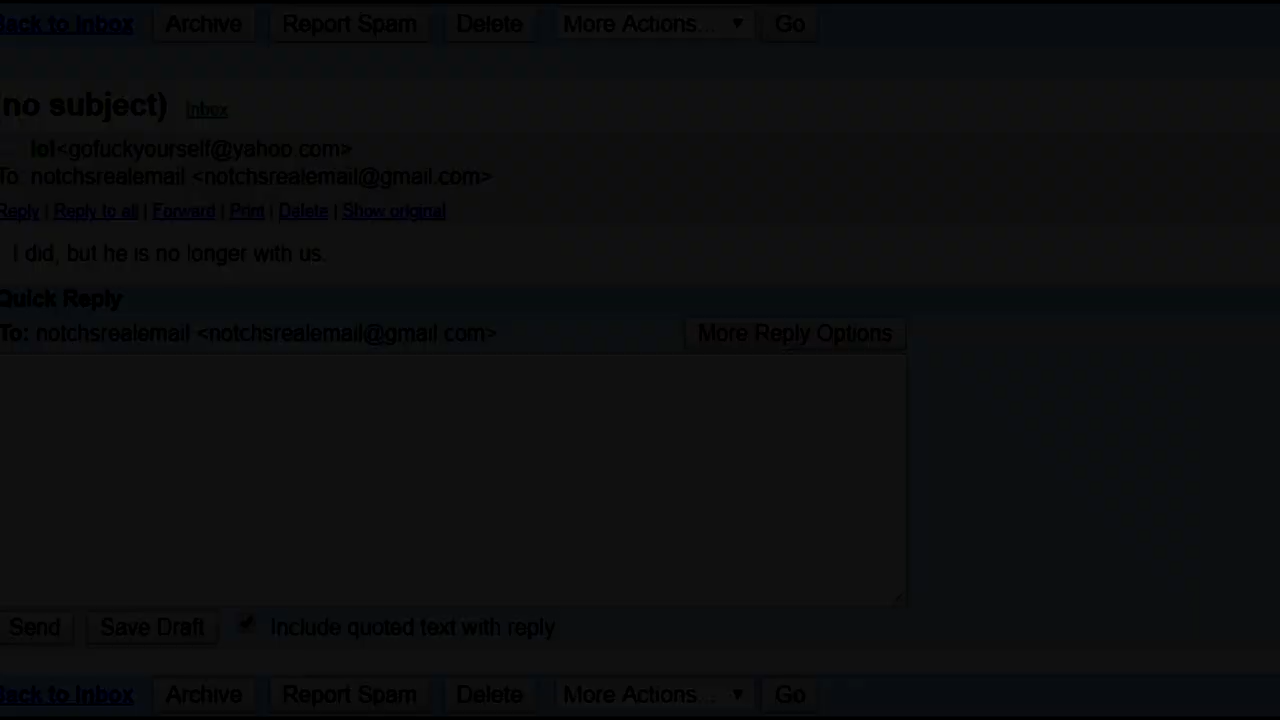 Back to Inbox Archive Report Spam Delete More Actions... Go
no subject) Inbox
lol<gofuckyourself@yahoo.com>
To: notchsrealemail <notchsrealemail@gmail.com>
Reply | Reply to all | Forward | Print | Delete | Show original
I did, but he is no longer with us.
Quick Reply
To: notchsrealemail <notchsrealemail@gmail.com> More Reply Options
Send Save Draft Include quoted text with reply
Back to Inbox Archive Report Spam Delete More Actions... Go